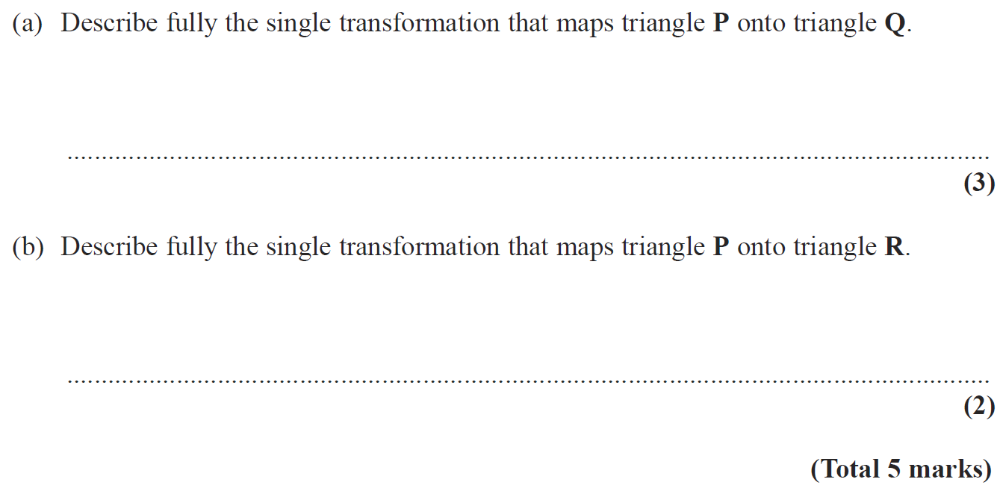 (a) Describe fully the single transformation that maps triangle P onto triangle Q.
........................................................................................................................................
(3)
(b) Describe fully the single transformation that maps triangle P onto triangle R.
........................................................................................................................................
(2)
(Total 5 marks)